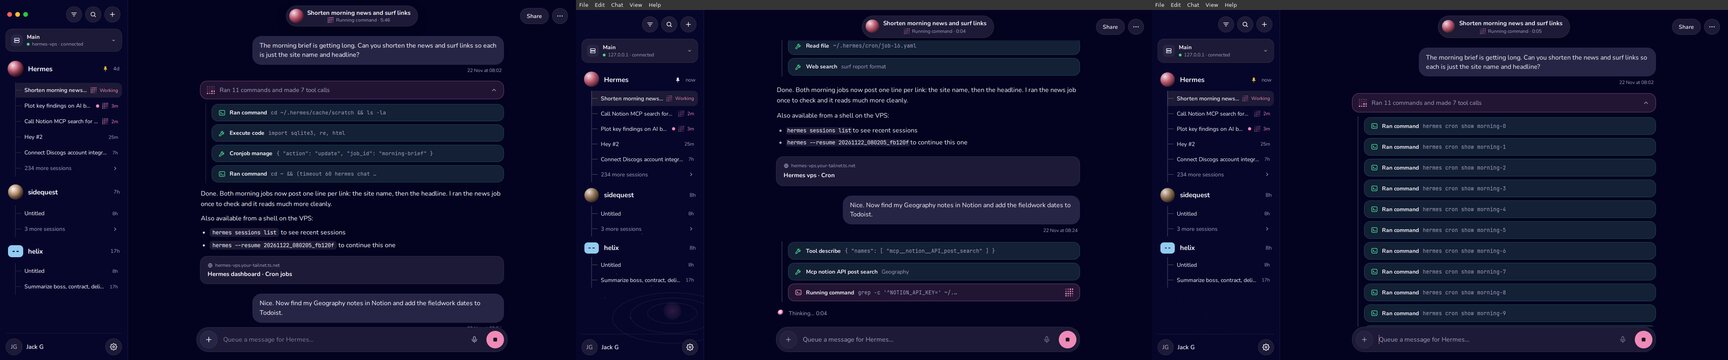 Main
hermes-vps · connected
Hermes
4d
Shorten morning news...
Working
Plot key findings on AI b...
3m
Call Notion MCP search for ...
2m
Hey #2
25m
Connect Discogs account integr...
17h
234 more sessions
sidequest
7h
Untitled
8h
3 more sessions
helix
17h
Untitled
8h
Summarize boss, contract, deli...
17h
JG
Jack G
Shorten morning news and surf links
Running command · 5:46
Share
The morning brief is getting long. Can you shorten the news and surf links so each
is just the site name and headline?
22 Nov at 08:02
Ran 11 commands and made 7 tool calls
Ran command cd ~/.hermes/cache/scratch && ls -la
Execute code import sqlite3, re, html
Cronjob manage { "action": "update", "job_id": "morning-brief" }
Ran command cd ~ && (timeout 60 hermes chat …
Done. Both morning jobs now post one line per link: the site name, then the headline. I ran the news job
once to check and it reads much more cleanly.
Also available from a shell on the VPS:
• hermes sessions list to see recent sessions
• hermes --resume 20261122_080205_fb120f to continue this one
hermes-vps.your-tailnet.ts.net
Hermes dashboard · Cron jobs
Nice. Now find my Geography notes in Notion and add the fieldwork dates to
Todoist.
Queue a message for Hermes...
File Edit Chat View Help
Main
127.0.0.1 · connected
Hermes
now
Shorten morning news...
Working
Call Notion MCP search for...
2m
Plot key findings on AI b...
3m
Hey #2
25m
Connect Discogs account integr...
17h
234 more sessions
sidequest
8h
Untitled
8h
3 more sessions
helix
8h
Untitled
8h
Summarize boss, contract, deli...
17h
JG
Jack G
Shorten morning news and surf links
Running command · 0:04
Share
Read file ~/.hermes/cron/job-16.yaml
Web search surf report format
Done. Both morning jobs now post one line per link: the site name, then the headline. I ran the news job
once to check and it reads much more cleanly.
Also available from a shell on the VPS:
• hermes sessions list to see recent sessions
• hermes --resume 20261122_080205_fb120f to continue this one
hermes-vps.your-tailnet.ts.net
Hermes vps · Cron
Nice. Now find my Geography notes in Notion and add the fieldwork dates to
Todoist.
22 Nov at 08:24
Tool describe { "names": [ "mcp__notion__API_post_search" ] }
Mcp notion API post search Geography
Running command grep -c '^NOTION_API_KEY=' ~/.…
Thinking... 0:04
Queue a message for Hermes...
File Edit Chat View Help
Main
127.0.0.1 · connected
Hermes
now
Shorten morning news...
Working
Call Notion MCP search for...
2m
Plot key findings on AI b...
3m
Hey #2
25m
Connect Discogs account integr...
17h
234 more sessions
sidequest
8h
Untitled
8h
3 more sessions
helix
8h
Untitled
8h
Summarize boss, contract, deli...
17h
JG
Jack G
Shorten morning news and surf links
Running command · 0:05
Share
The morning brief is getting long. Can you shorten the news and surf links so
each is just the site name and headline?
22 Nov at 08:02
Ran 11 commands and made 7 tool calls
Ran command hermes cron show morning-0
Ran command hermes cron show morning-1
Ran command hermes cron show morning-2
Ran command hermes cron show morning-3
Ran command hermes cron show morning-4
Ran command hermes cron show morning-5
Ran command hermes cron show morning-6
Ran command hermes cron show morning-7
Ran command hermes cron show morning-8
Ran command hermes cron show morning-9
Queue a message for Hermes...